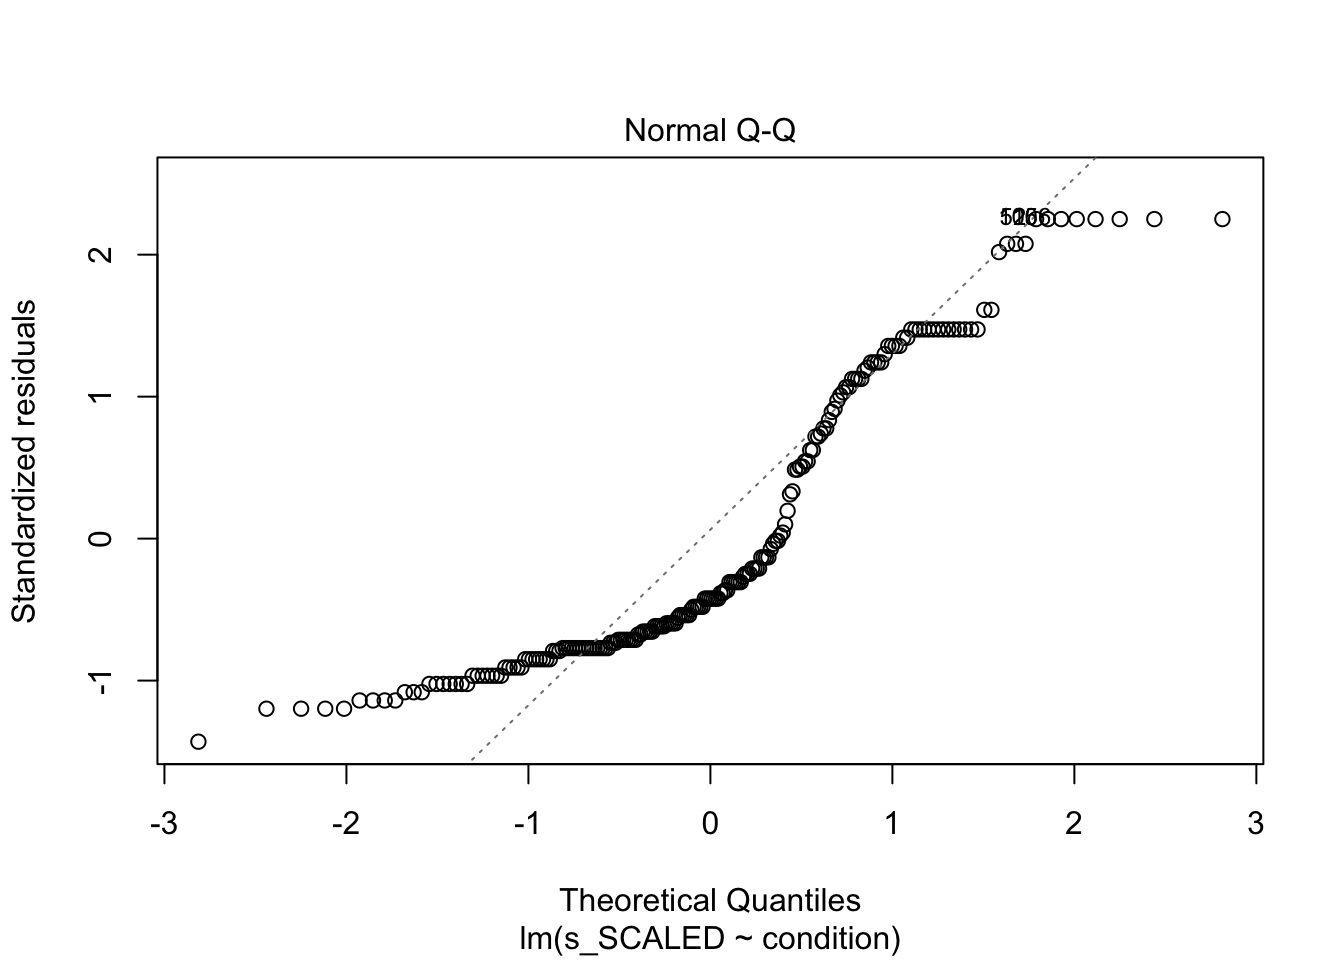 Normal Q-Q
Standardized residuals
2
1
0
-1
-3
-2
-1
0
1
2
3
Theoretical Quantiles
lm(s_SCALED ~ condition)